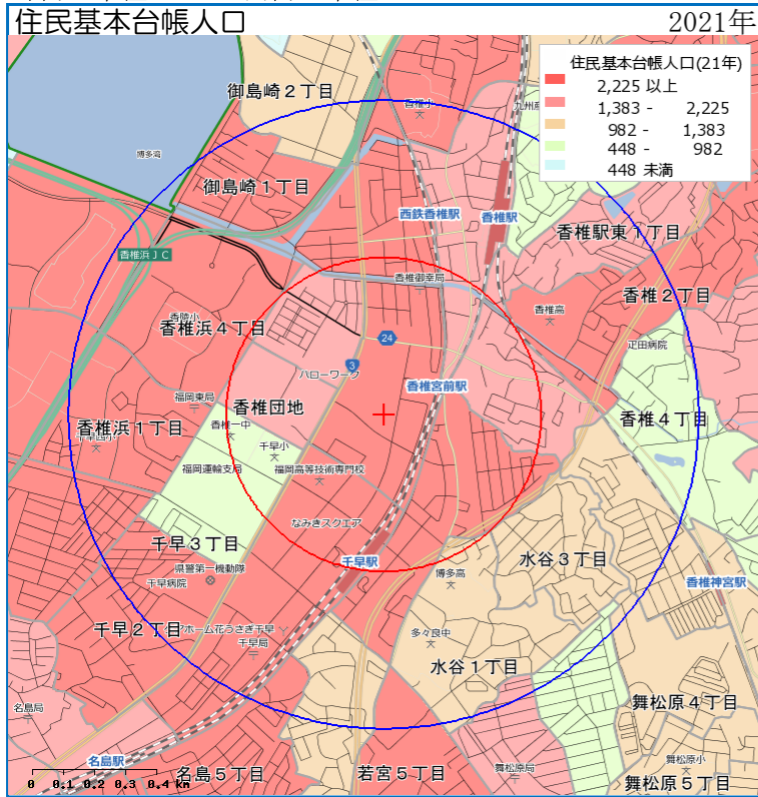 住民基本台帳人口
2021年
住民基本台帳人口(21年)
2,225 以上
1,383 - 2,225
982 - 1,383
448 - 982
448 未満
御島崎２丁目
香椎小
博多湾
御島崎１丁目
西鉄香椎駅
香椎駅
香椎駅東１丁目
香椎浜ＪＣ
香椎御幸局
香椎２丁目
香陵小
香椎高
香椎浜４丁目
24
疋田病院
3
ハローワーク
香椎宮前駅
福岡東局
香椎団地
香椎浜１丁目
香椎一中
香椎４丁目
千早小
福岡運輸支局
福岡高等技術専門校
なみきスクエア
千早３丁目
千早駅
水谷３丁目
県警第一機動隊
博多高
香椎神宮駅
千早病院
千早２丁目
ホーム花うさぎ千早
千早局
多々良中
水谷１丁目
舞松原４丁目
名島局
名島駅
舞松原局
舞松原小
名島５丁目
若宮５丁目
舞松原５丁目
0 0.1 0.2 0.3 0.4 km